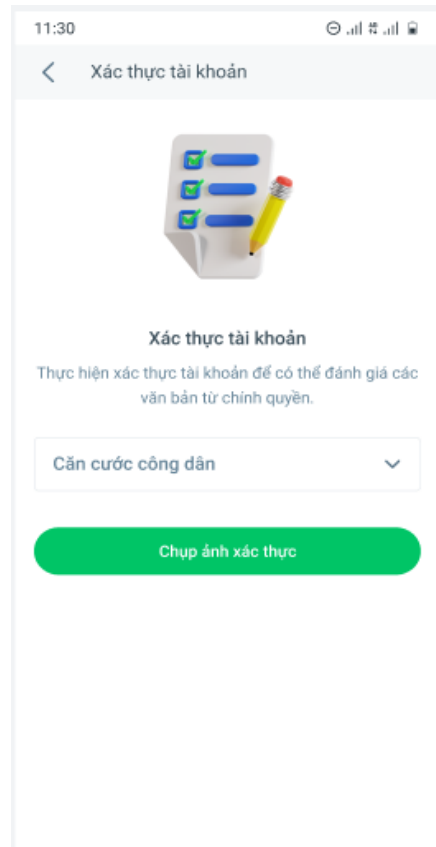 11:30
Xác thực tài khoản
Xác thực tài khoản
Thực hiện xác thực tài khoản để có thể đánh giá các
văn bản từ chính quyền.
Căn cước công dân
Chụp ảnh xác thực